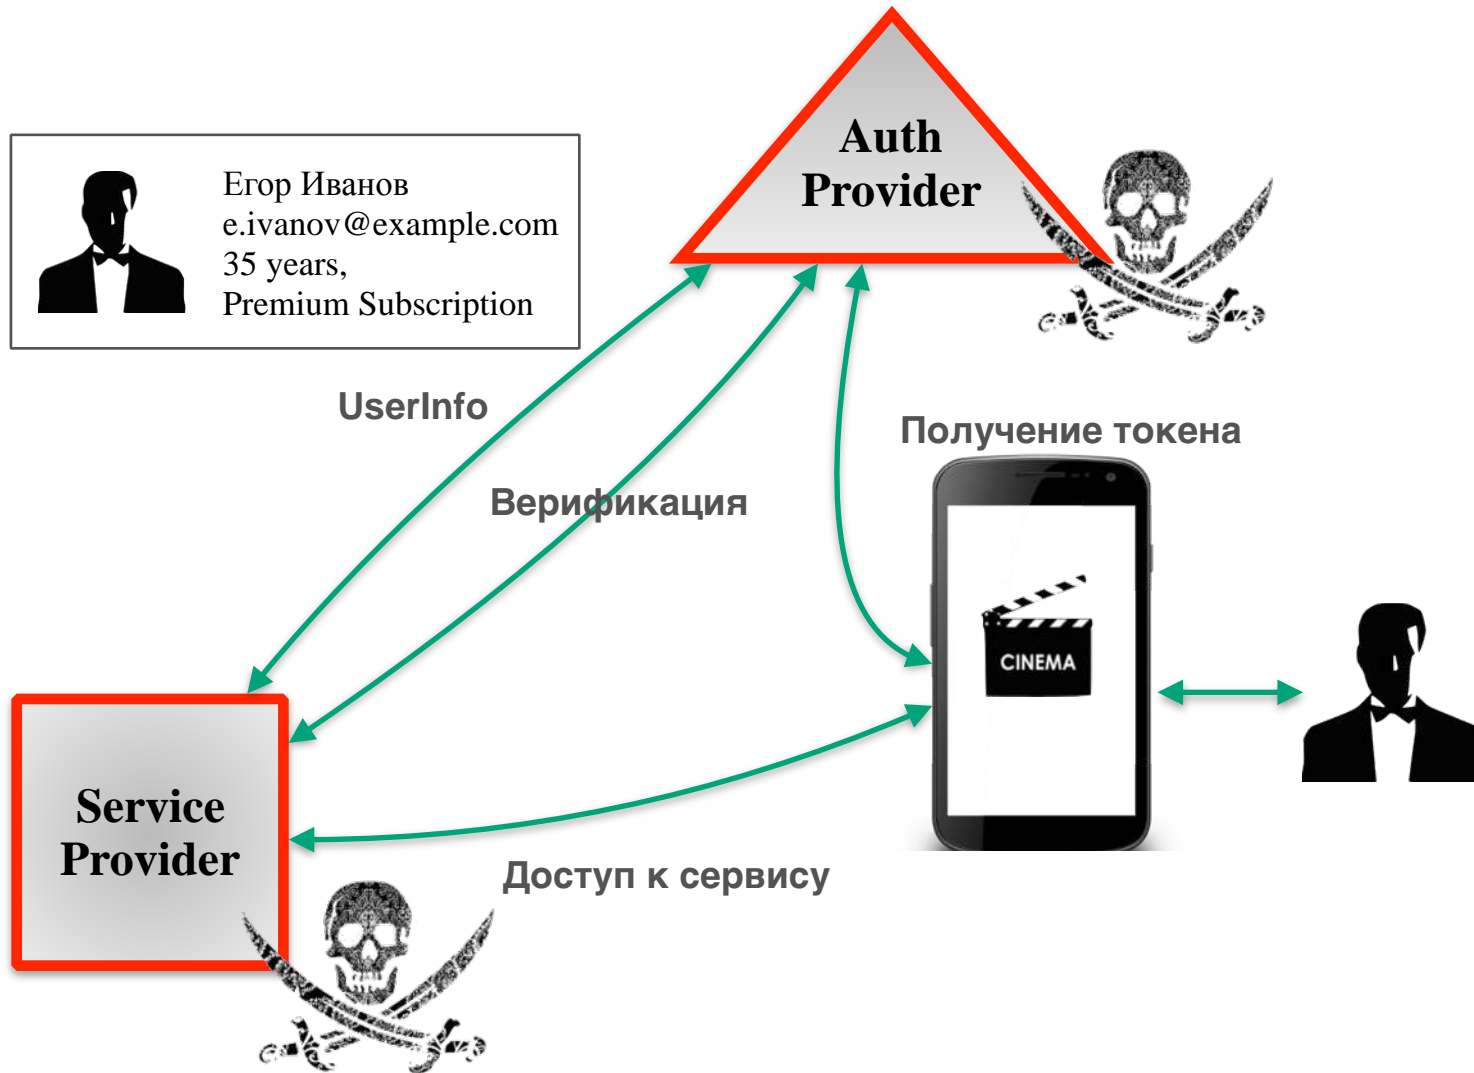 Auth
Provider
Егор Иванов
e.ivanov@example.com
35 years,
Premium Subscription
UserInfo
Получение токена
Верификация
CINEMA
Service
Provider
Доступ к сервису